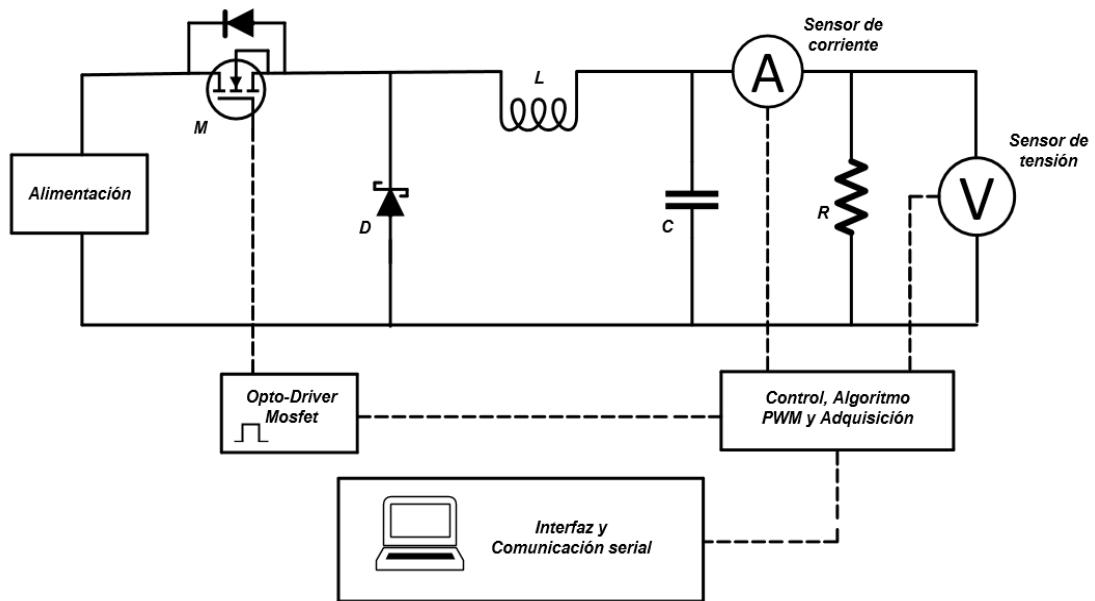 Sensor de
corriente
A
L
M
Sensor de
tensión
Alimentación
V
D
C
R
Opto-Driver
Mosfet
Control, Algoritmo
PWM y Adquisición
Interfaz y
Comunicación serial